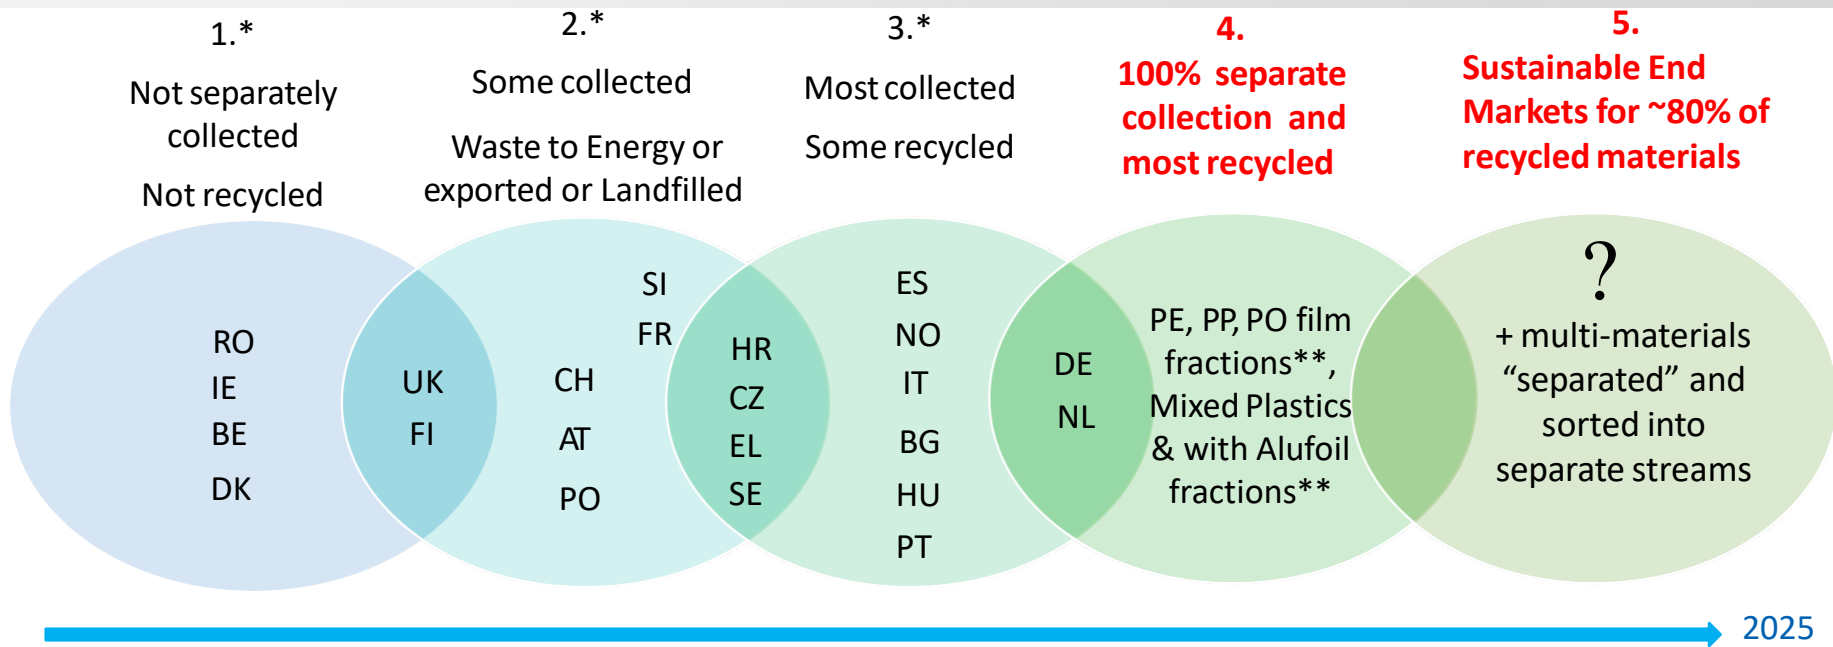 1.*
Not separately
collected
Not recycled
2.*
Some collected
Waste to Energy or
exported or Landfilled
3.*
Most collected
Some recycled
4.
100% separate
collection and
most recycled
5.
Sustainable End
Markets for ~80% of
recycled materials
RO
IE
BE
DK
UK
FI
SI
FR
CH
AT
PO
HR
CZ
EL
SE
ES
NO
IT
BG
HU
PT
DE
NL
PE, PP, PO film
fractions**,
Mixed Plastics
& with Alufoil
fractions**
?
+ multi-materials
“separated” and
sorted into
separate streams
2025